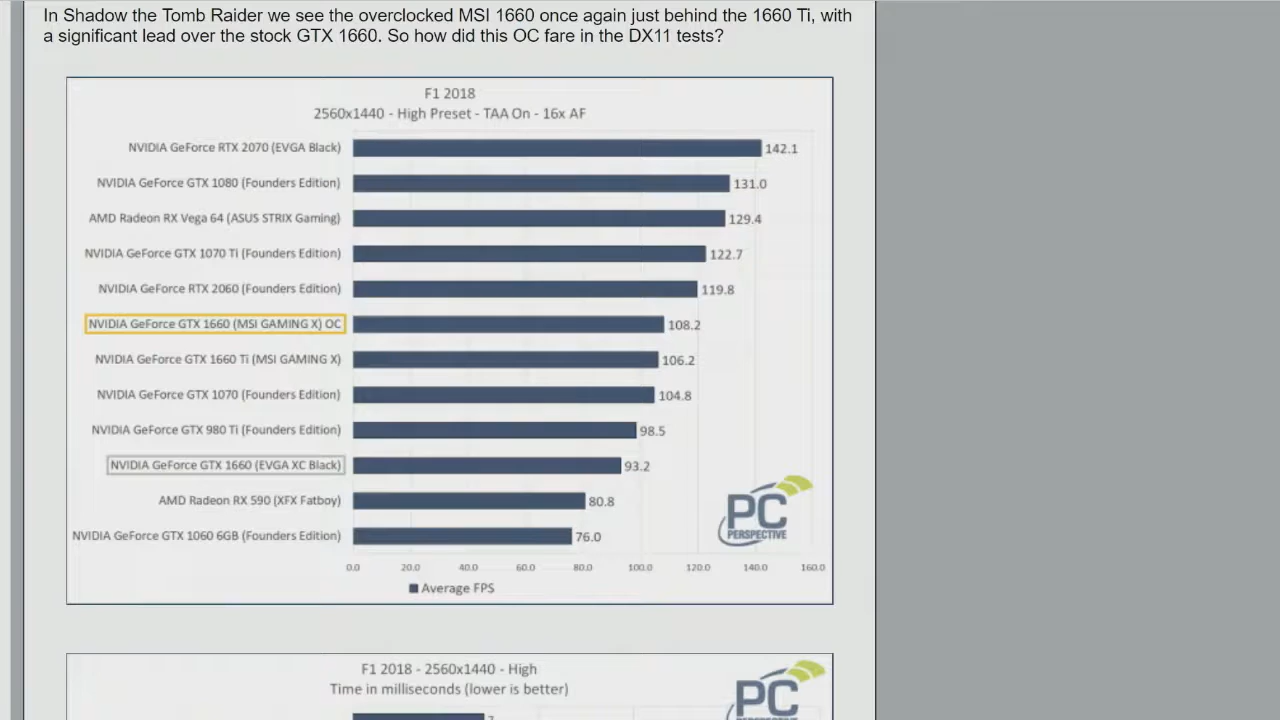 In Shadow the Tomb Raider we see the overclocked MSI 1660 once again just behind the 1660 Ti, with
a significant lead over the stock GTX 1660. So how did this OC fare in the DX11 tests?
F1 2018
2560x1440 - High Preset - TAA On - 16x AF
NVIDIA GeForce RTX 2070 (EVGA Black) 142.1
NVIDIA GeForce GTX 1080 (Founders Edition) 131.0
AMD Radeon RX Vega 64 (ASUS STRIX Gaming) 129.4
NVIDIA GeForce GTX 1070 Ti (Founders Edition) 122.7
NVIDIA GeForce RTX 2060 (Founders Edition) 119.8
NVIDIA GeForce GTX 1660 (MSI GAMING X) OC 108.2
NVIDIA GeForce GTX 1660 Ti (MSI GAMING X) 106.2
NVIDIA GeForce GTX 1070 (Founders Edition) 104.8
NVIDIA GeForce GTX 980 Ti (Founders Edition) 98.5
NVIDIA GeForce GTX 1660 (EVGA XC Black) 93.2
AMD Radeon RX 590 (XFX Fatboy) 80.8
NVIDIA GeForce GTX 1060 6GB (Founders Edition) 76.0
PC
PERSPECTIVE
0.0 20.0 40.0 60.0 80.0 100.0 120.0 140.0 160.0
Average FPS
F1 2018 - 2560x1440 - High
Time in milliseconds (lower is better)
PC